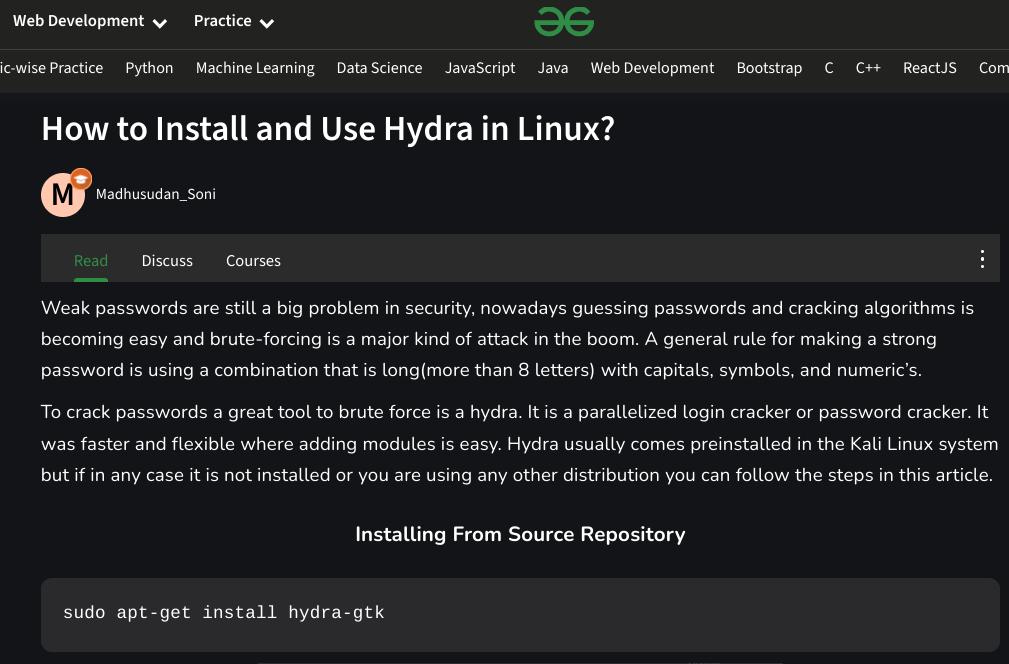 Web Development Practice
ic-wise Practice Python Machine Learning Data Science JavaScript Java Web Development Bootstrap C C++ ReactJS Com
How to Install and Use Hydra in Linux?
M Madhusudan_Soni
Read Discuss Courses
Weak passwords are still a big problem in security, nowadays guessing passwords and cracking algorithms is
becoming easy and brute-forcing is a major kind of attack in the boom. A general rule for making a strong
password is using a combination that is long(more than 8 letters) with capitals, symbols, and numeric’s.
To crack passwords a great tool to brute force is a hydra. It is a parallelized login cracker or password cracker. It
was faster and flexible where adding modules is easy. Hydra usually comes preinstalled in the Kali Linux system
but if in any case it is not installed or you are using any other distribution you can follow the steps in this article.
Installing From Source Repository
sudo apt-get install hydra-gtk